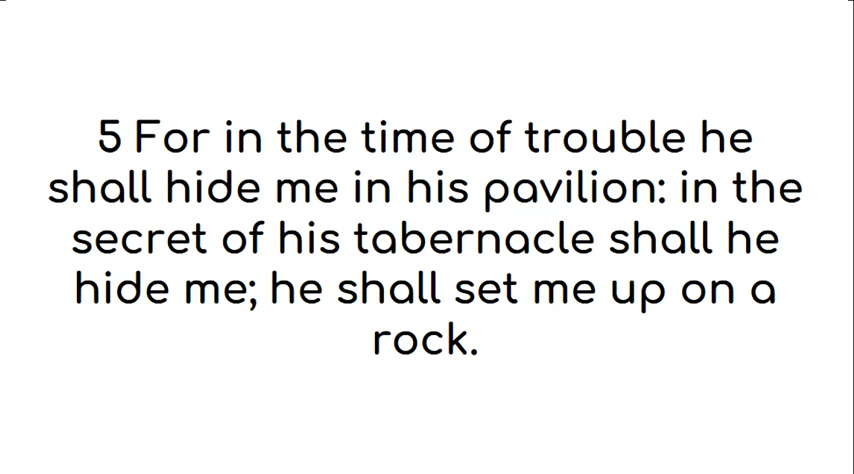 5 For in the time of trouble he
shall hide me in his pavilion: in the
secret of his tabernacle shall he
hide me; he shall set me up on a
rock.